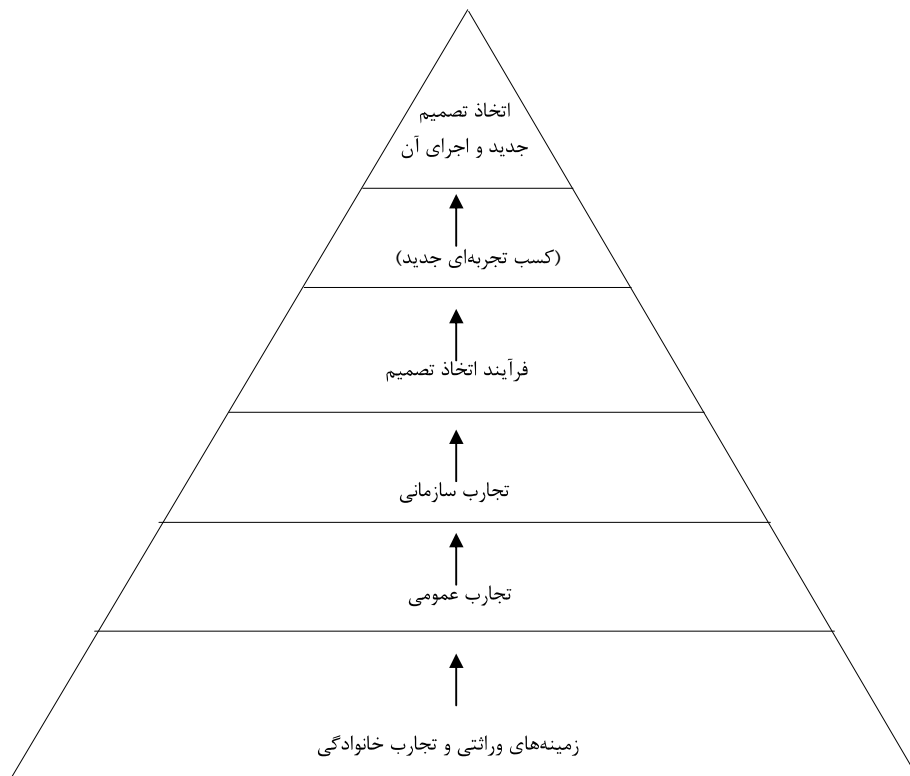 اتخاذ تصمیم
جدید و اجرای آن
(کسب تجربه‌ای جدید)
فرآیند اتخاذ تصمیم
تجارب سازمانی
تجارب عمومی
زمینه‌های وراثتی و تجارب خانوادگی